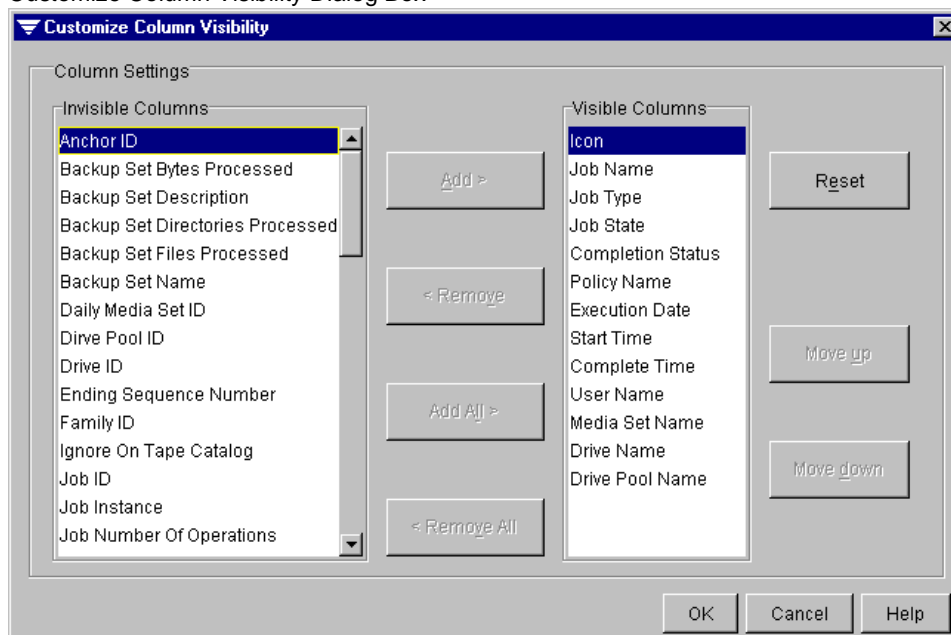 Customize Column Visibility Dialog Box
Customize Column Visibility
Column Settings
Invisible Columns
Anchor ID
Backup Set Bytes Processed
Backup Set Description
Backup Set Directories Processed
Backup Set Files Processed
Backup Set Name
Daily Media Set ID
Dirve Pool ID
Drive ID
Ending Sequence Number
Family ID
Ignore On Tape Catalog
Job ID
Job Instance
Job Number Of Operations
Add >
< Remove
Add All >
< Remove All
Visible Columns
Icon
Job Name
Job Type
Job State
Completion Status
Policy Name
Execution Date
Start Time
Complete Time
User Name
Media Set Name
Drive Name
Drive Pool Name
Reset
Move up
Move down
OK
Cancel
Help